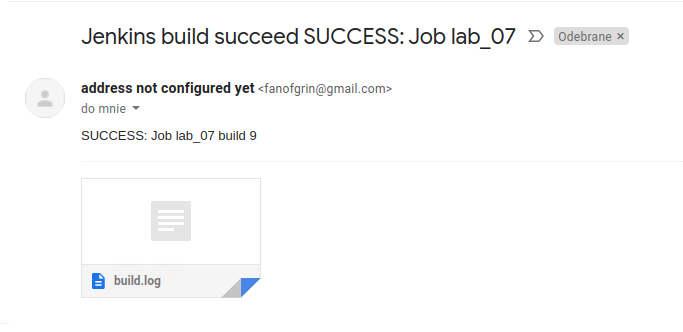 Jenkins build succeed SUCCESS: Job lab_07 Odebrane ×
address not configured yet <fanofgrin@gmail.com>
do mnie
SUCCESS: Job lab_07 build 9
build.log